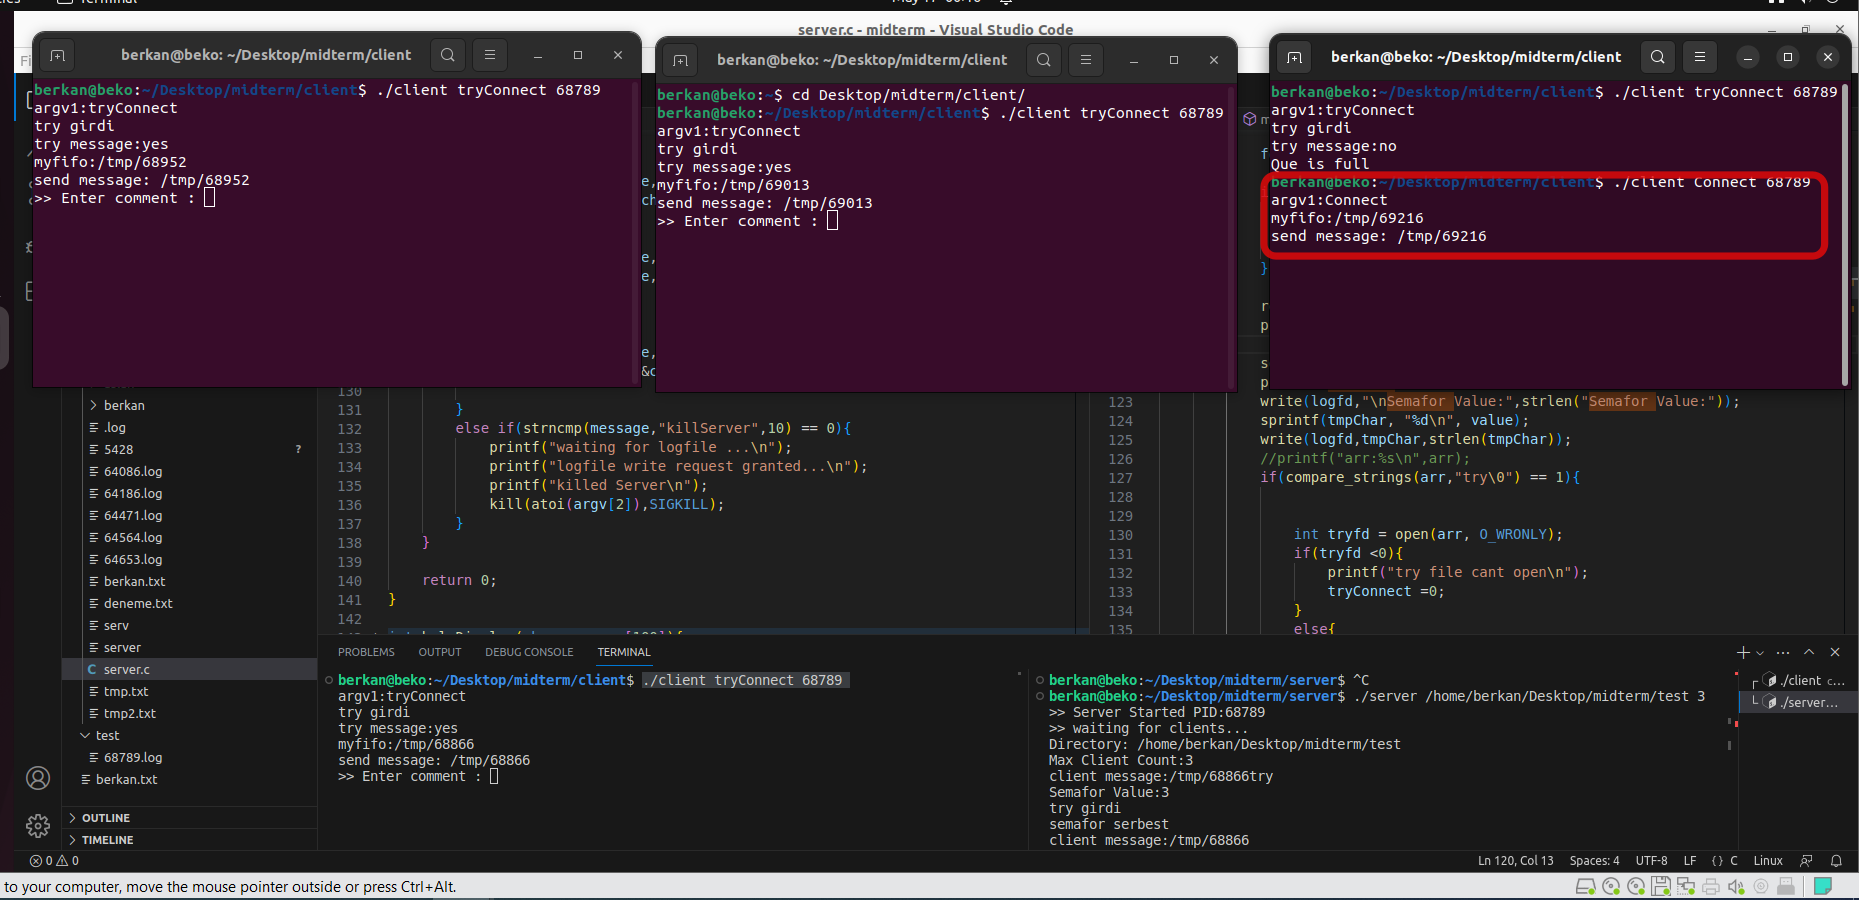 server.c - midterm - Visual Studio Code
berkan@beko: ~/Desktop/midterm/client
berkan@beko:~/Desktop/midterm/client$ ./client tryConnect 68789
argv1:tryConnect
try girdi
try message:yes
myfifo:/tmp/68952
send message: /tmp/68952
>> Enter comment :
berkan@beko: ~/Desktop/midterm/client
berkan@beko:~$ cd Desktop/midterm/client/
berkan@beko:~/Desktop/midterm/client$ ./client tryConnect 68789
argv1:tryConnect
try girdi
try message:yes
myfifo:/tmp/69013
send message: /tmp/69013
>> Enter comment :
berkan@beko: ~/Desktop/midterm/client
berkan@beko:~/Desktop/midterm/client$ ./client tryConnect 68789
argv1:tryConnect
try girdi
try message:no
Que is full
berkan@beko:~/Desktop/midterm/client$ ./client Connect 68789
argv1:Connect
myfifo:/tmp/69216
send message: /tmp/69216
berkan
.log
5428 ?
64086.log
64186.log
64471.log
64564.log
64653.log
berkan.txt
deneme.txt
serv
server
C server.c
tmp.txt
tmp2.txt
test
68789.log
berkan.txt
OUTLINE
TIMELINE
130
131 }
132 else if(strncmp(message,"killServer",10) == 0){
133 printf("waiting for logfile ...\n");
134 printf("logfile write request granted...\n");
135 printf("killed Server\n");
136 kill(atoi(argv[2]),SIGKILL);
137 }
138 }
139
140 return 0;
141 }
142
123 write(logfd,"\nSemafor Value:",strlen("Semafor Value:"));
124 sprintf(tmpChar, "%d\n", value);
125 write(logfd,tmpChar,strlen(tmpChar));
126 //printf("arr:%s\n",arr);
127 if(compare_strings(arr,"try\0") == 1){
128
129
130 int tryfd = open(arr, O_WRONLY);
131 if(tryfd <0){
132 printf("try file cant open\n");
133 tryConnect =0;
134 }
135 else{
PROBLEMS OUTPUT DEBUG CONSOLE TERMINAL
berkan@beko:~/Desktop/midterm/client$ ./client tryConnect 68789
argv1:tryConnect
try girdi
try message:yes
myfifo:/tmp/68866
send message: /tmp/68866
>> Enter comment :
berkan@beko:~/Desktop/midterm/server$ ^C
berkan@beko:~/Desktop/midterm/server$ ./server /home/berkan/Desktop/midterm/test 3
>> Server Started PID:68789
>> waiting for clients...
Directory: /home/berkan/Desktop/midterm/test
Max Client Count:3
client message:/tmp/68866try
Semafor Value:3
try girdi
semafor serbest
client message:/tmp/68866
./client c...
./server...
0 0
Ln 120, Col 13 Spaces: 4 UTF-8 LF {} C Linux
to your computer, move the mouse pointer outside or press Ctrl+Alt.